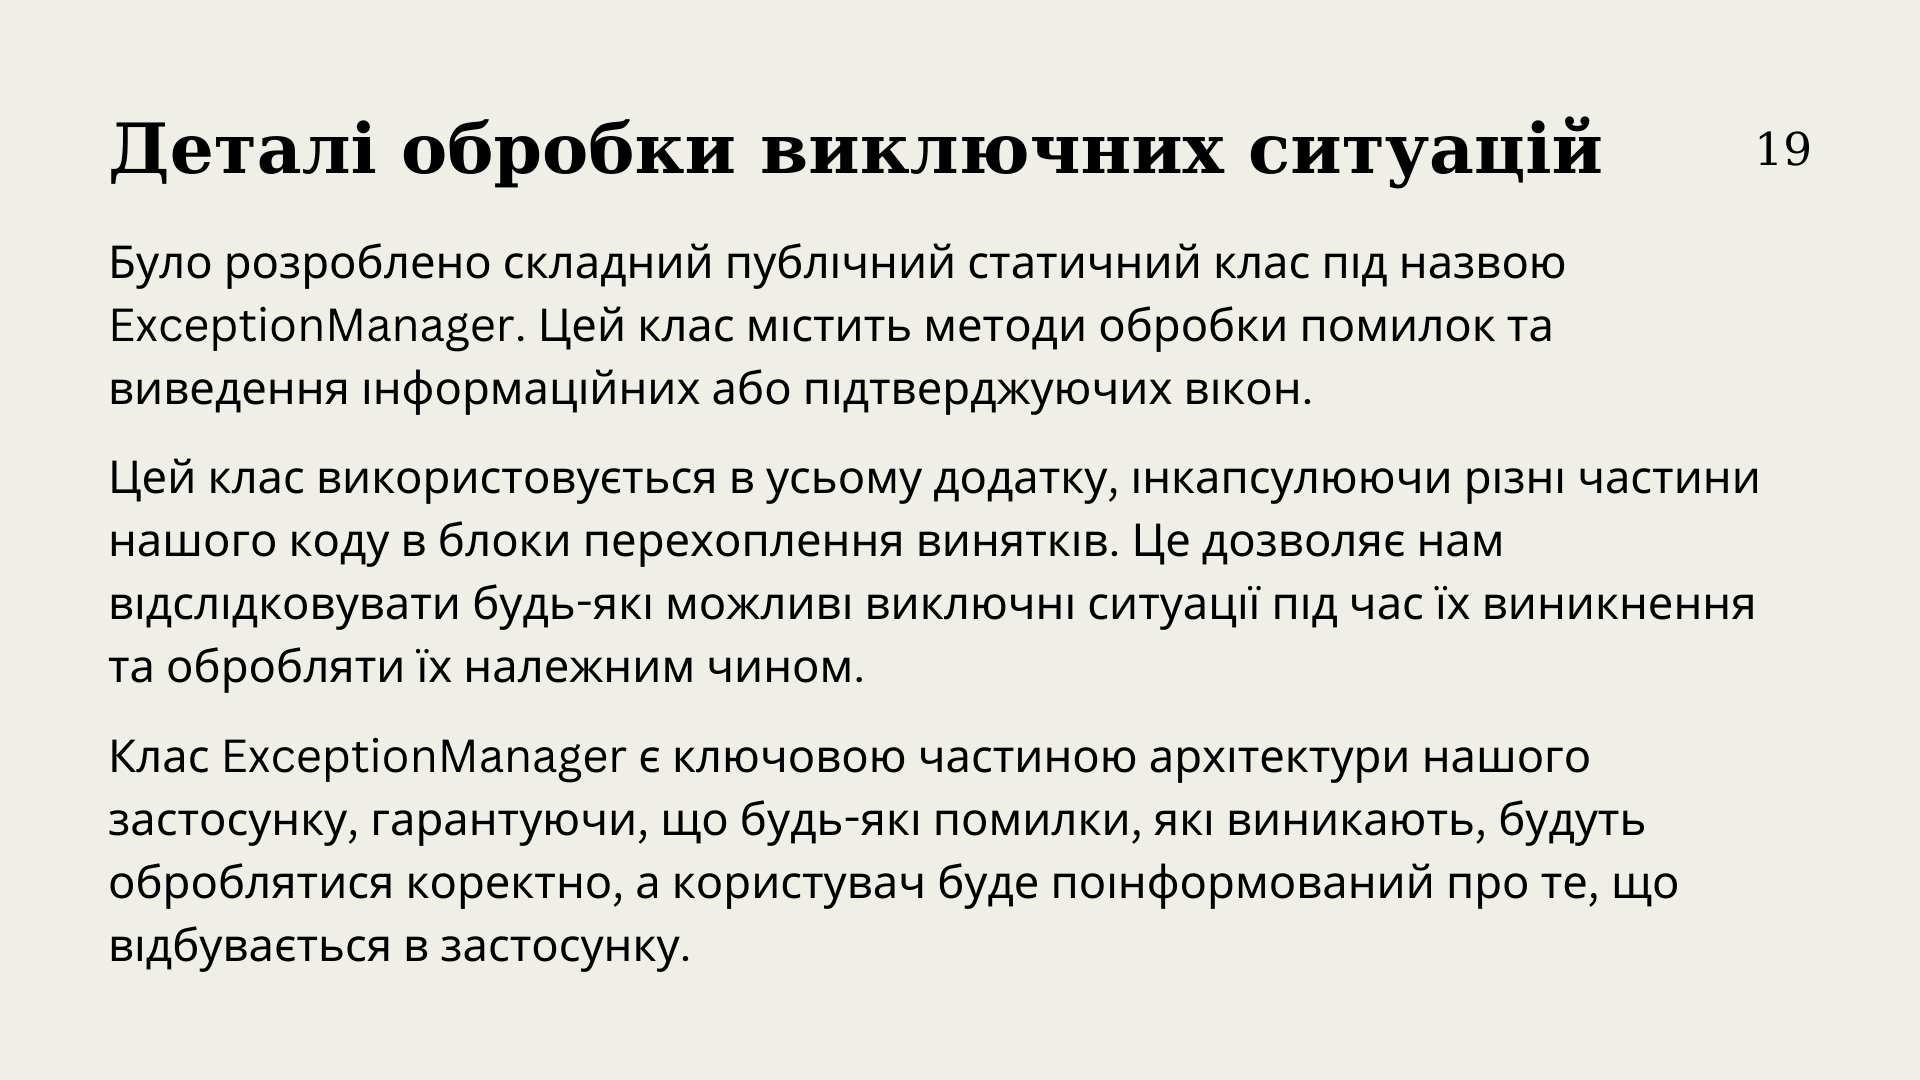 Деталі обробки виключних ситуацій
19
Було розроблено складний публічний статичний клас під назвою
ExceptionManager. Цей клас містить методи обробки помилок та
виведення інформаційних або підтверджуючих вікон.
Цей клас використовується в усьому додатку, інкапсулюючи різні частини
нашого коду в блоки перехоплення винятків. Це дозволяє нам
відслідковувати будь-які можливі виключні ситуації під час їх виникнення
та обробляти їх належним чином.
Клас ExceptionManager є ключовою частиною архітектури нашого
застосунку, гарантуючи, що будь-які помилки, які виникають, будуть
оброблятися коректно, а користувач буде поінформований про те, що
відбувається в застосунку.